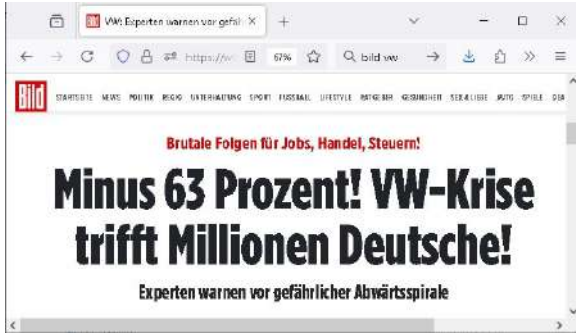 VW: Experten warnen vor gefäh
https://w
67%
bild vw
Bild
STARTSEITE NEWS POLITIK REGIO UNTERHALTUNG SPORT FUSSBALL LIFESTYLE RATGEBER GESUNDHEIT SEX & LIEBE AUTO SPIELE
Brutale Folgen für Jobs, Handel, Steuern!
Minus 63 Prozent! VW-Krise
trifft Millionen Deutsche!
Experten warnen vor gefährlicher Abwärtsspirale